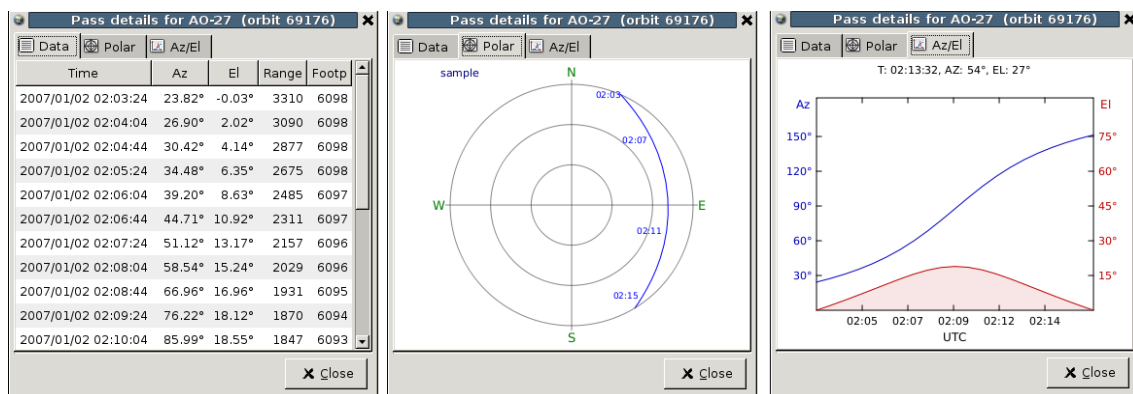 Pass details for AO-27 (orbit 69176)
Data Polar Az/El
Time Az El Range Footp
2007/01/02 02:03:24 23.82° -0.03° 3310 6098
2007/01/02 02:04:04 26.90° 2.02° 3090 6098
2007/01/02 02:04:44 30.42° 4.14° 2877 6098
2007/01/02 02:05:24 34.48° 6.35° 2675 6098
2007/01/02 02:06:04 39.20° 8.63° 2485 6097
2007/01/02 02:06:44 44.71° 10.92° 2311 6097
2007/01/02 02:07:24 51.12° 13.17° 2157 6096
2007/01/02 02:08:04 58.54° 15.24° 2029 6096
2007/01/02 02:08:44 66.96° 16.96° 1931 6095
2007/01/02 02:09:24 76.22° 18.12° 1870 6094
2007/01/02 02:10:04 85.99° 18.55° 1847 6093
Close
Pass details for AO-27 (orbit 69176)
Data Polar Az/El
sample
N
02:03
02:07
W E
02:11
02:15
S
Close
Pass details for AO-27 (orbit 69176)
Data Polar Az/El
T: 02:13:32, AZ: 54°, EL: 27°
Az El
150° 75°
120° 60°
90° 45°
60° 30°
30° 15°
02:05 02:07 02:09 02:12 02:14
UTC
Close